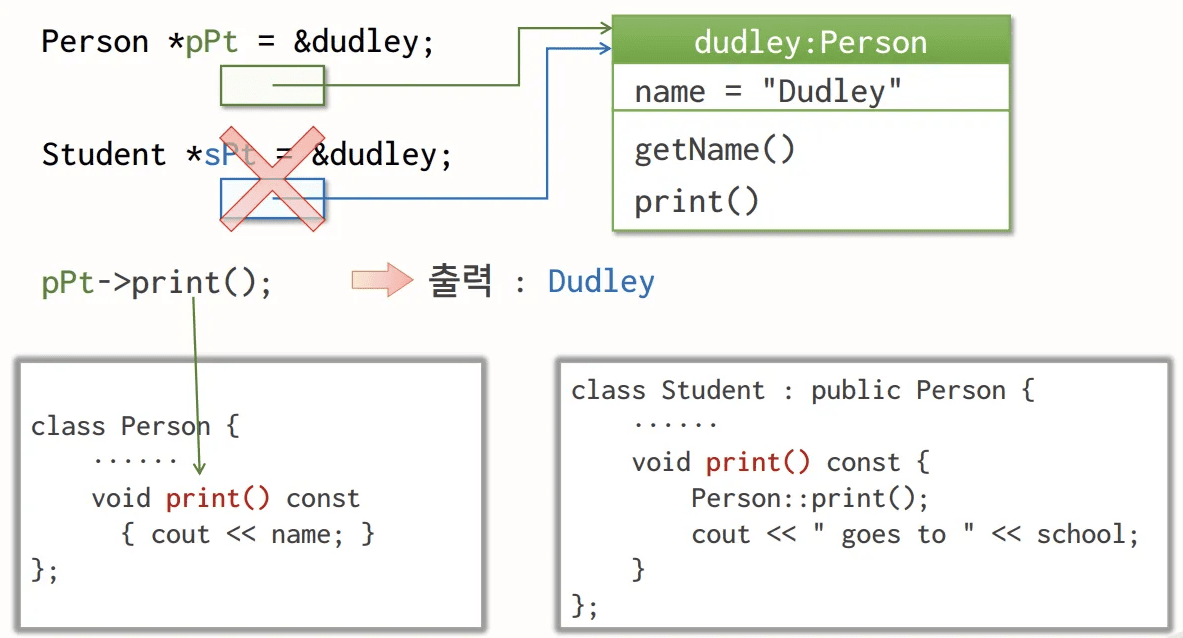 Person *pPt = &dudley;
dudley:Person
name = "Dudley"
Student *sPt = &dudley;
getName()
print()
pPt->print();
출력 : Dudley
class Person {
······
void print() const
{ cout << name; }
};
class Student : public Person {
······
void print() const {
Person::print();
cout << " goes to " << school;
}
};